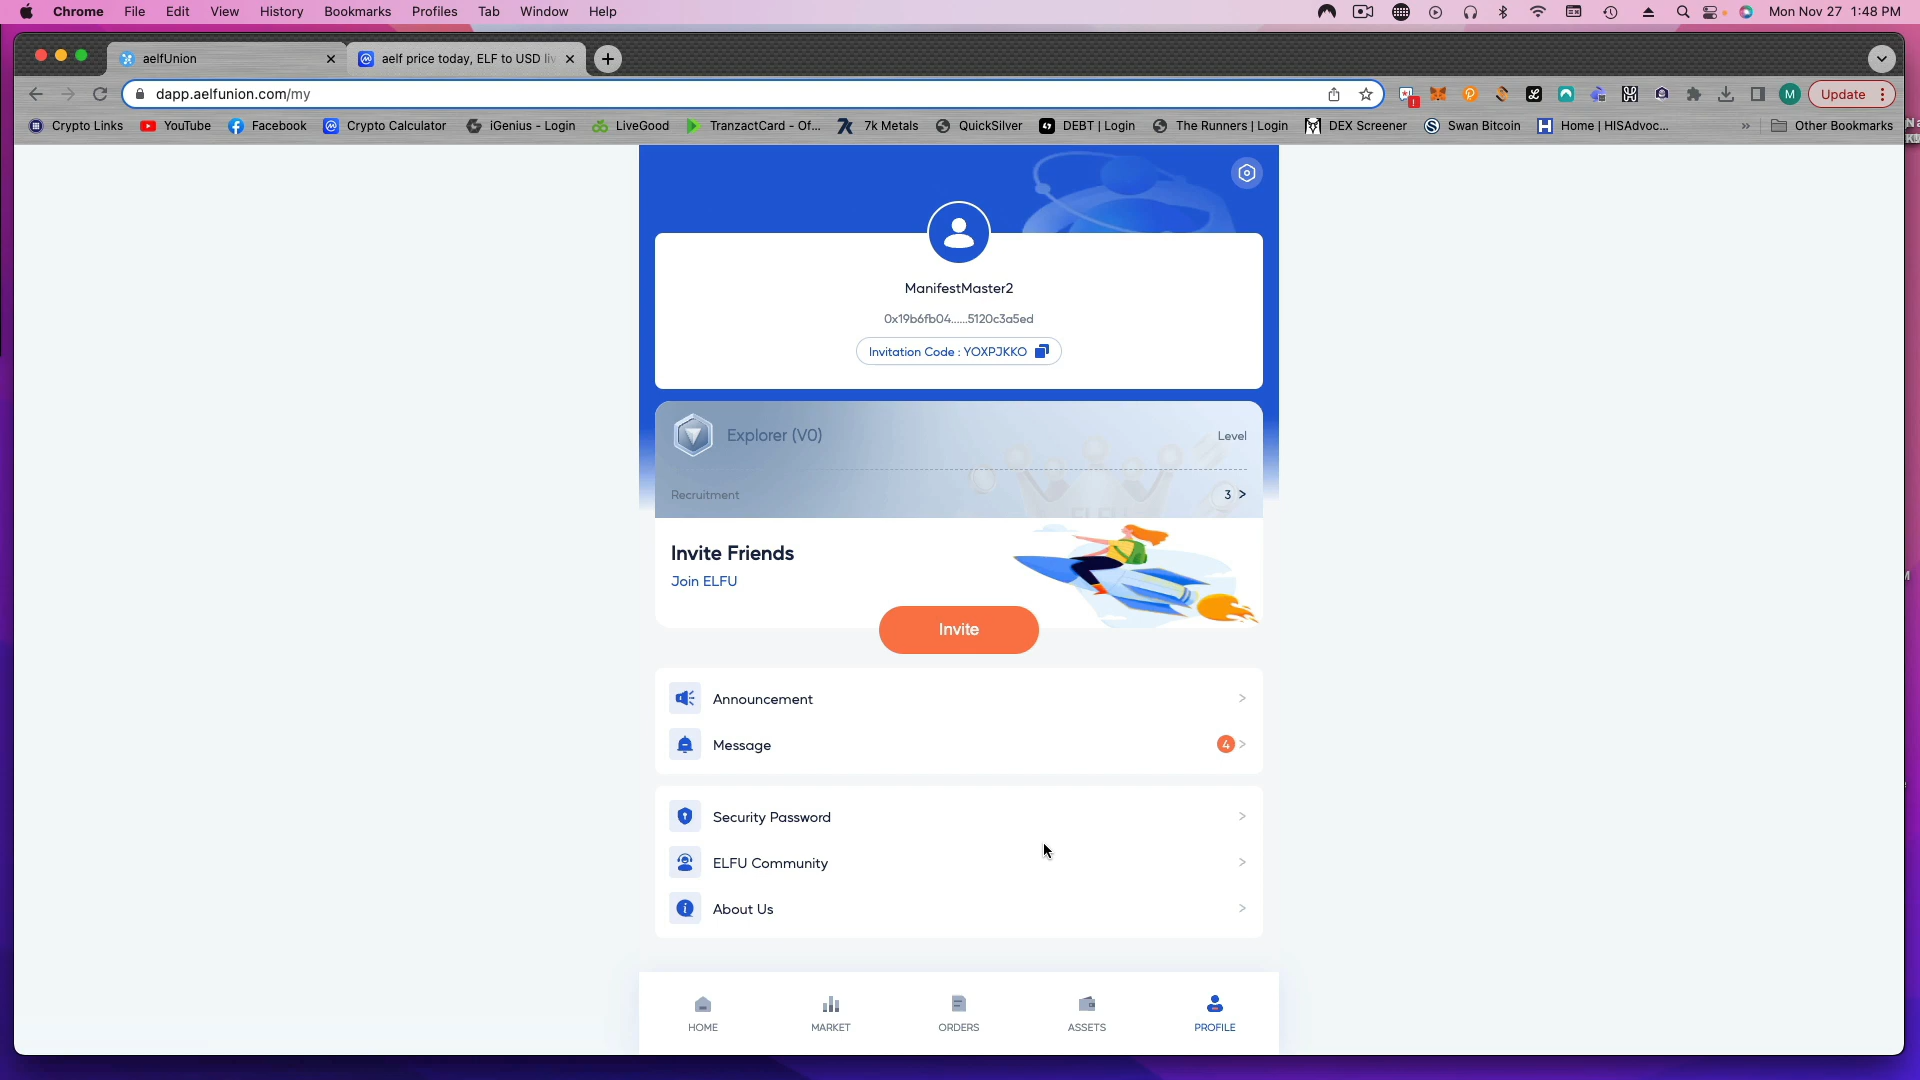 Chrome File Edit View History Bookmarks Profiles Tab Window Help Mon Nov 27 1:48 PM
aelfUnion aelf price today, ELF to USD liv
dapp.aelfunion.com/my Update
Crypto Links YouTube Facebook Crypto Calculator iGenius - Login LiveGood TranzactCard - Of... 7k Metals QuickSilver DEBT | Login The Runners | Login DEX Screener Swan Bitcoin Home | HISAdvoc... » Other Bookmarks
ManifestMaster2
0x19b6fb04......5120c3a5ed
Invitation Code : YOXPJKKO
Explorer (V0) Level
Recruitment 3 >
Invite Friends
Join ELFU
Invite
Announcement >
Message 4 >
Security Password >
ELFU Community >
About Us >
HOME MARKET ORDERS ASSETS PROFILE